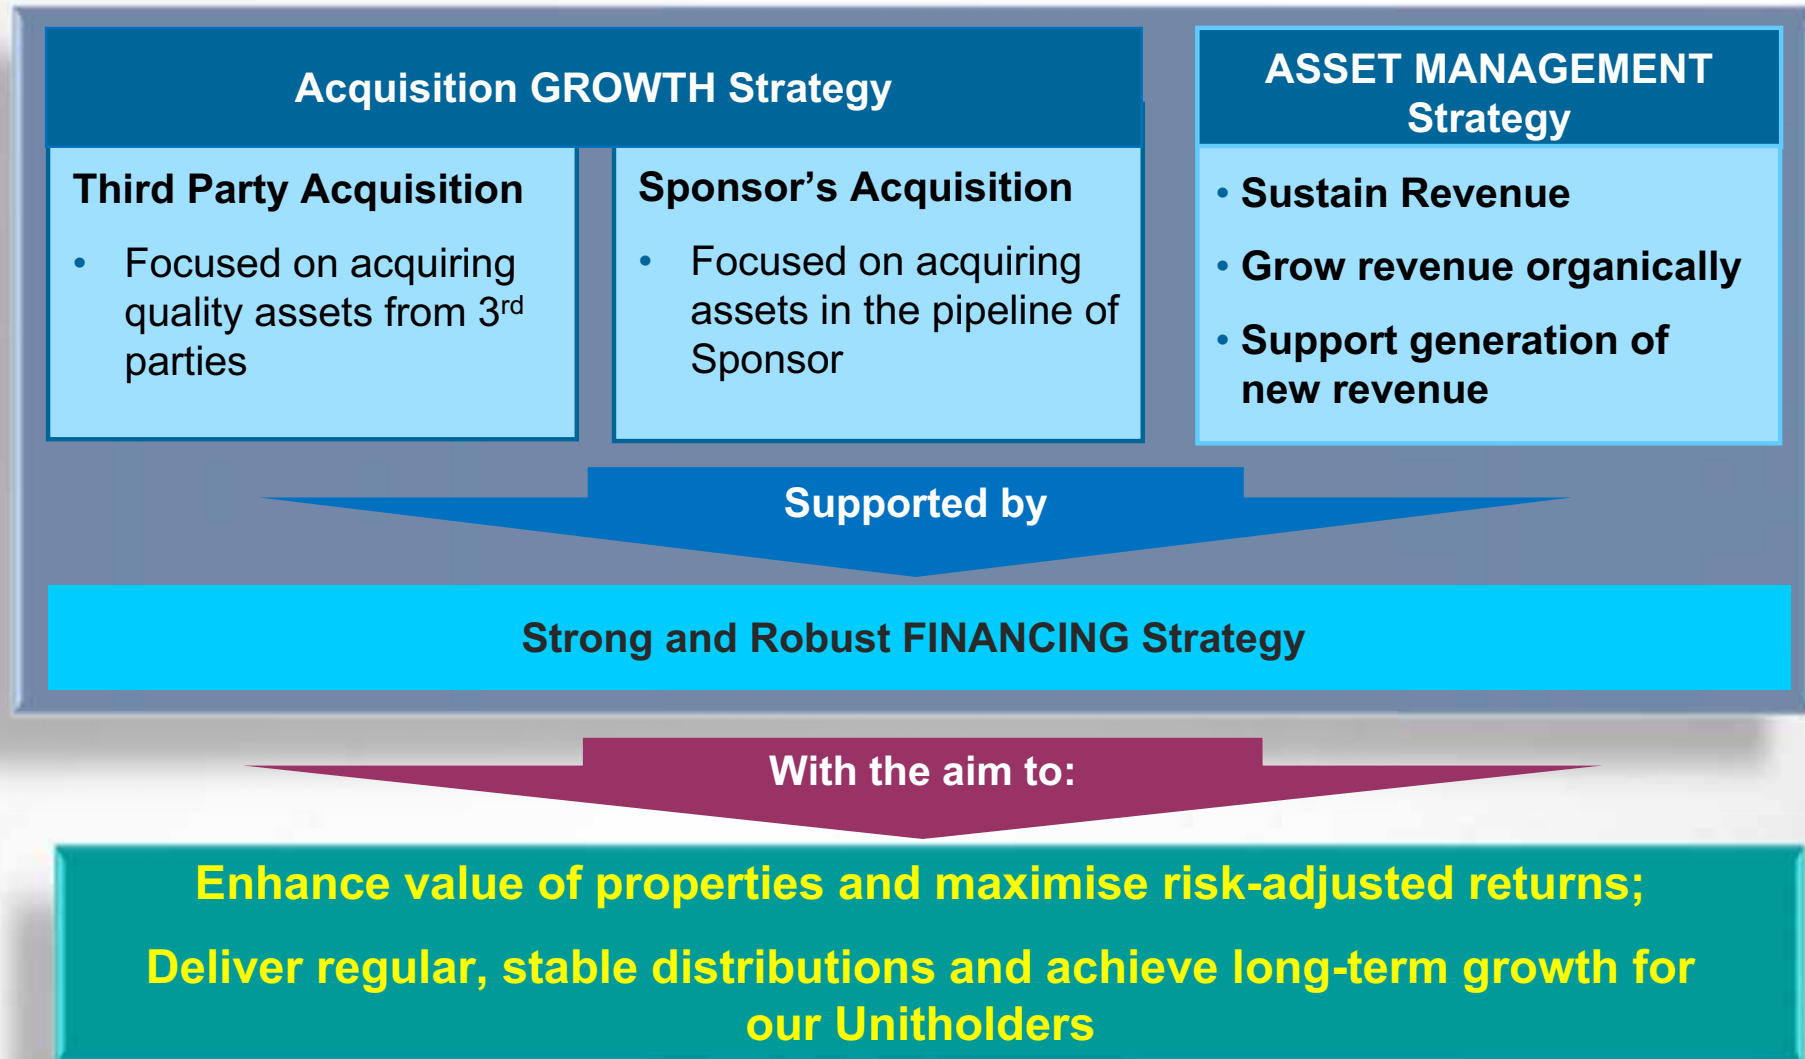 Acquisition GROWTH Strategy
Third Party Acquisition
• Focused on acquiring
quality assets from 3rd
parties
Sponsor’s Acquisition
• Focused on acquiring
assets in the pipeline of
Sponsor
ASSET MANAGEMENT
Strategy
• Sustain Revenue
• Grow revenue organically
• Support generation of
new revenue
Supported by
Strong and Robust FINANCING Strategy
With the aim to:
Enhance value of properties and maximise risk-adjusted returns;
Deliver regular, stable distributions and achieve long-term growth for
our Unitholders